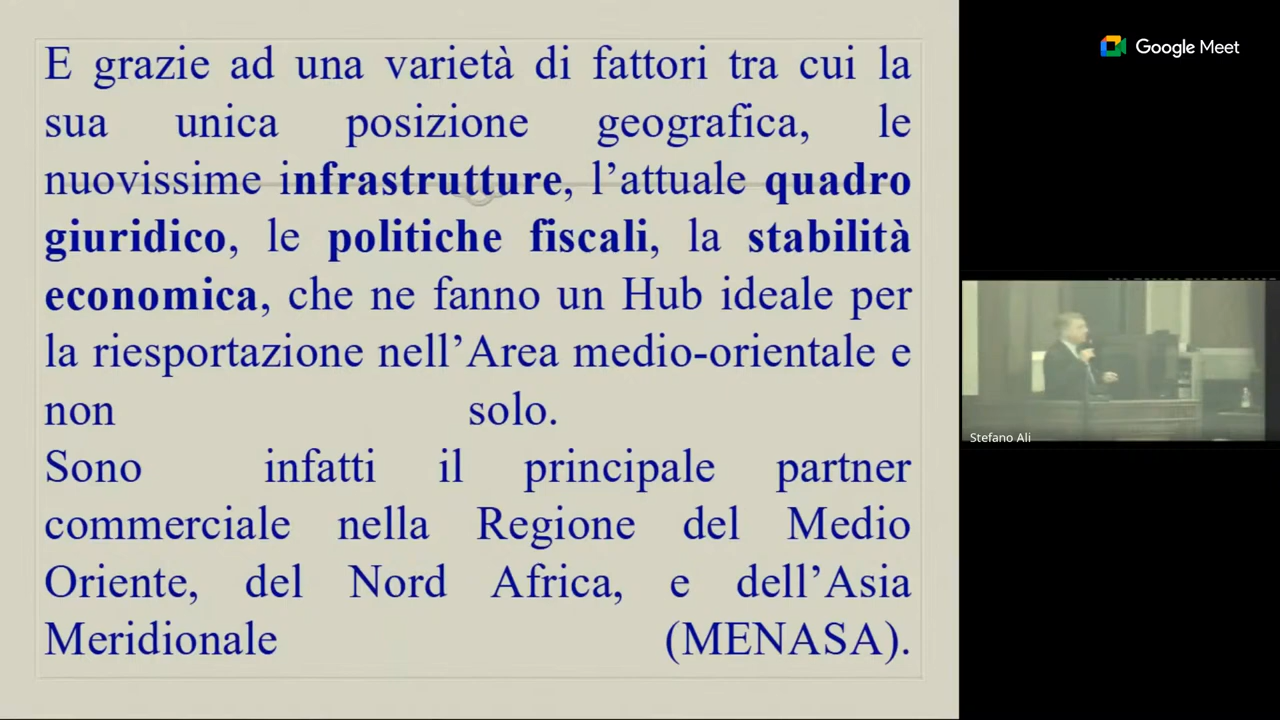 E grazie ad una varietà di fattori tra cui la
sua unica posizione geografica, le
nuovissime infrastrutture, l’attuale quadro
giuridico, le politiche fiscali, la stabilità
economica, che ne fanno un Hub ideale per
la riesportazione nell’Area medio-orientale e
non solo.
Sono infatti il principale partner
commerciale nella Regione del Medio
Oriente, del Nord Africa, e dell’Asia
Meridionale (MENASA).
Google Meet
Stefano Ali